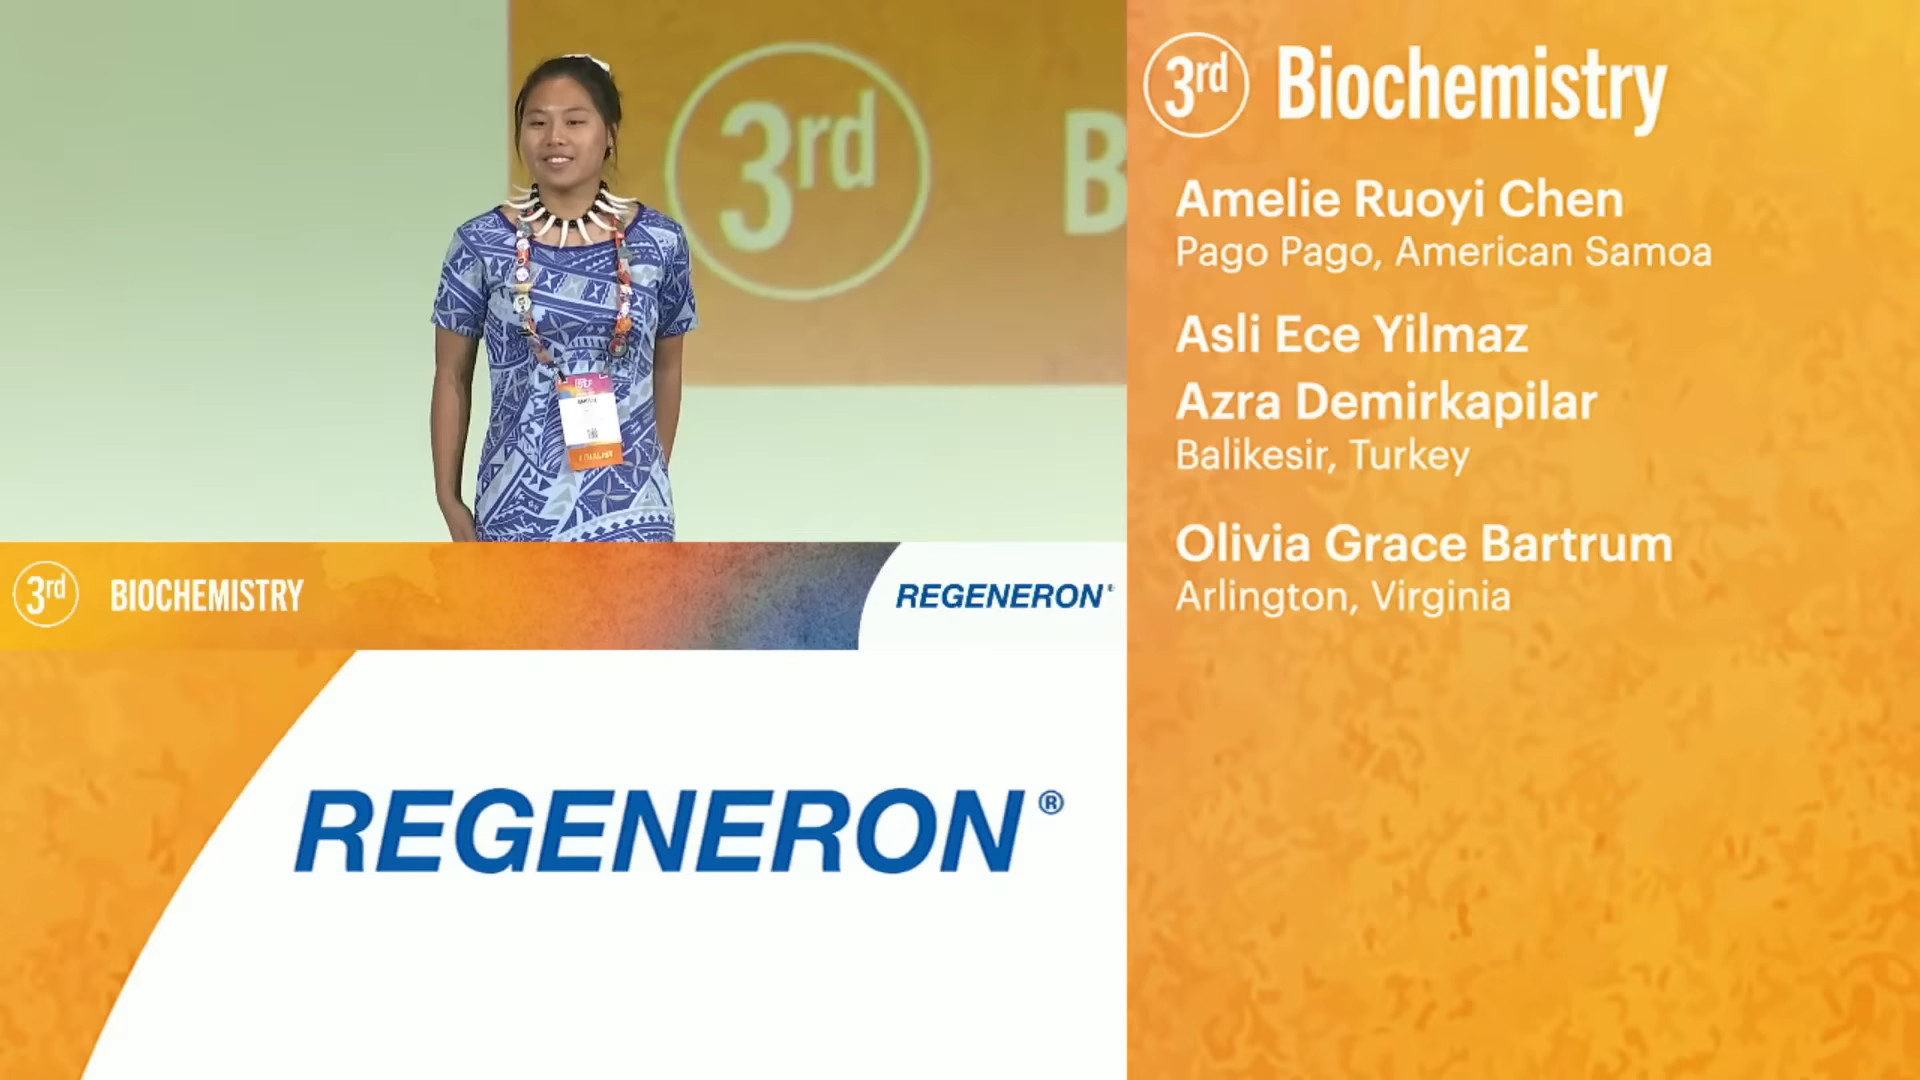 3rd
B
3rd BIOCHEMISTRY
REGENERON®
REGENERON®
3rd Biochemistry
Amelie Ruoyi Chen
Pago Pago, American Samoa
Asli Ece Yilmaz
Azra Demirkapilar
Balikesir, Turkey
Olivia Grace Bartrum
Arlington, Virginia